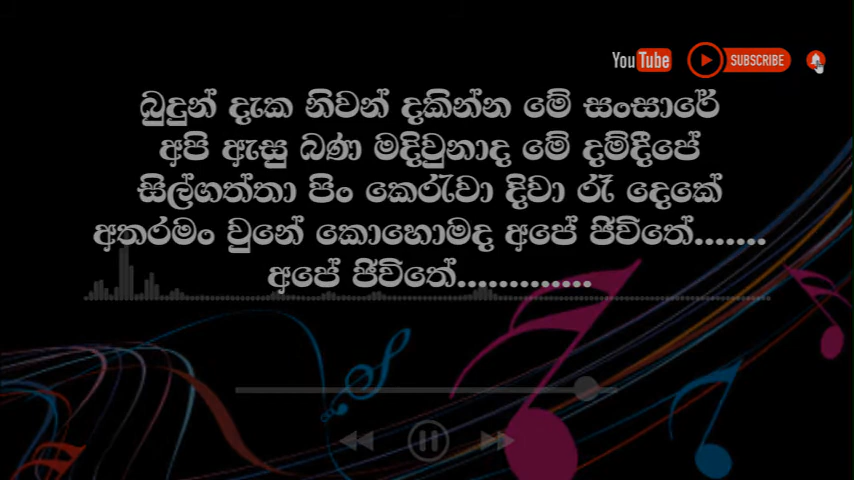 YouTube SUBSCRIBE
බුදුන් දැක නිවන් දකින්න මේ සංසාරේ
අපි ඇසු බණ මදිවුනාද මේ දම්දීපේ
සිල්ගත්තා පිං කෙරැවා දිවා රෑ දෙකේ
අතරමං වුනේ කොහොමද අපේ ජීවිතේ.......
අපේ ජීවිතේ.............